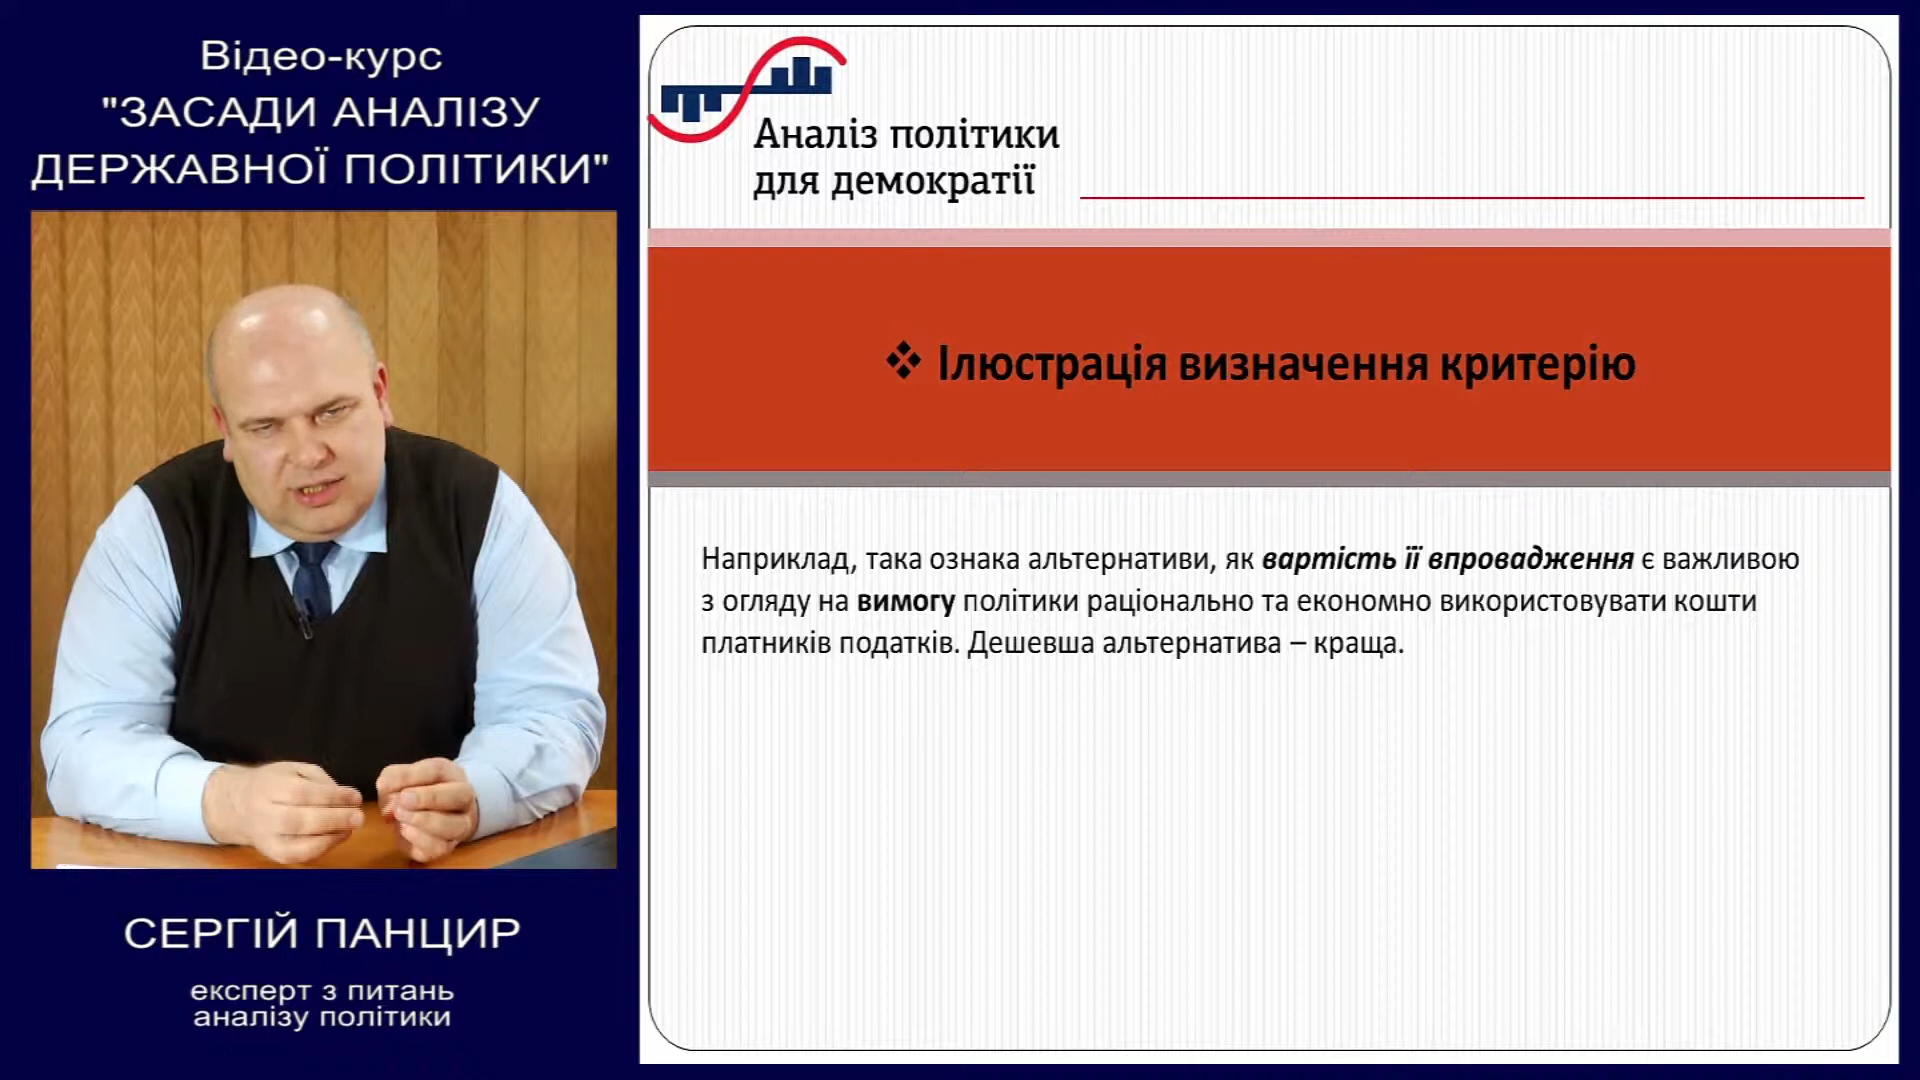 Відео-курс
"ЗАСАДИ АНАЛІЗУ
ДЕРЖАВНОЇ ПОЛІТИКИ"
СЕРГІЙ ПАНЦИР
експерт з питань
аналізу політики
Аналіз політики
для демократії
❖ Ілюстрація визначення критерію
Наприклад, така ознака альтернативи, як вартість її впровадження є важливою
з огляду на вимогу політики раціонально та економно використовувати кошти
платників податків. Дешевша альтернатива – краща.